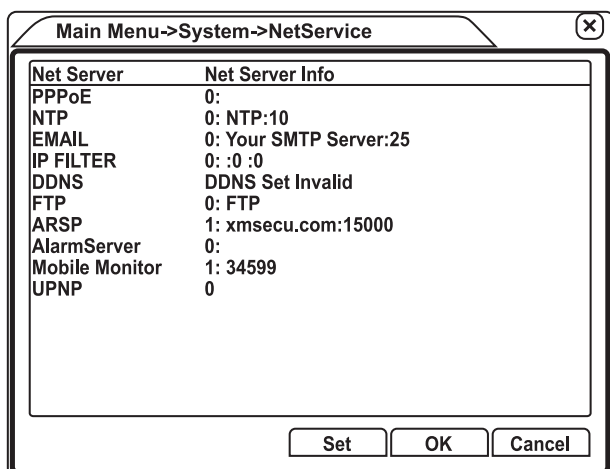 Main Menu->System->NetService
Net Server Net Server Info
PPPoE 0:
NTP 0: NTP:10
EMAIL 0: Your SMTP Server:25
IP FILTER 0: :0 :0
DDNS DDNS Set Invalid
FTP 0: FTP
ARSP 1: xmsecu.com:15000
AlarmServer 0:
Mobile Monitor 1: 34599
UPNP 0
Set OK Cancel